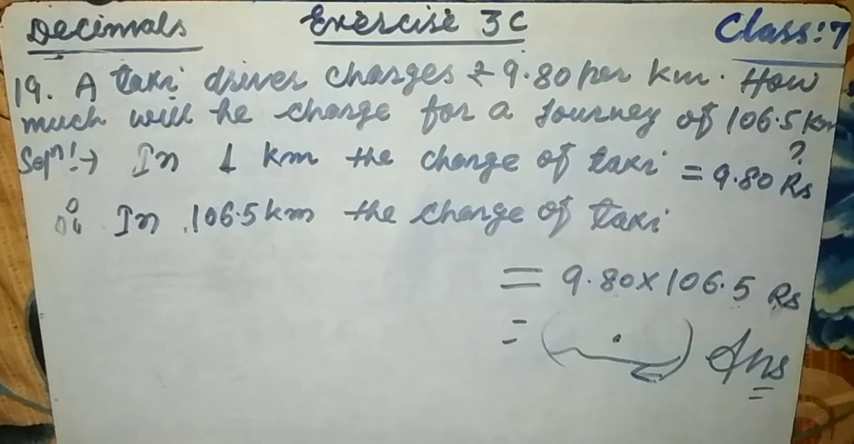 Decimals Exercise 3C Class:7
19. A taxi driver charges ₹ 9.80 per km. How
much will he charge for a Journey of 106.5 km?
Sol^n!→ In 1 km the charge of taxi = 9.80 Rs
∴ In 106.5 km the charge of taxi
= 9.80 x 106.5 Rs
= ( . ) Ans